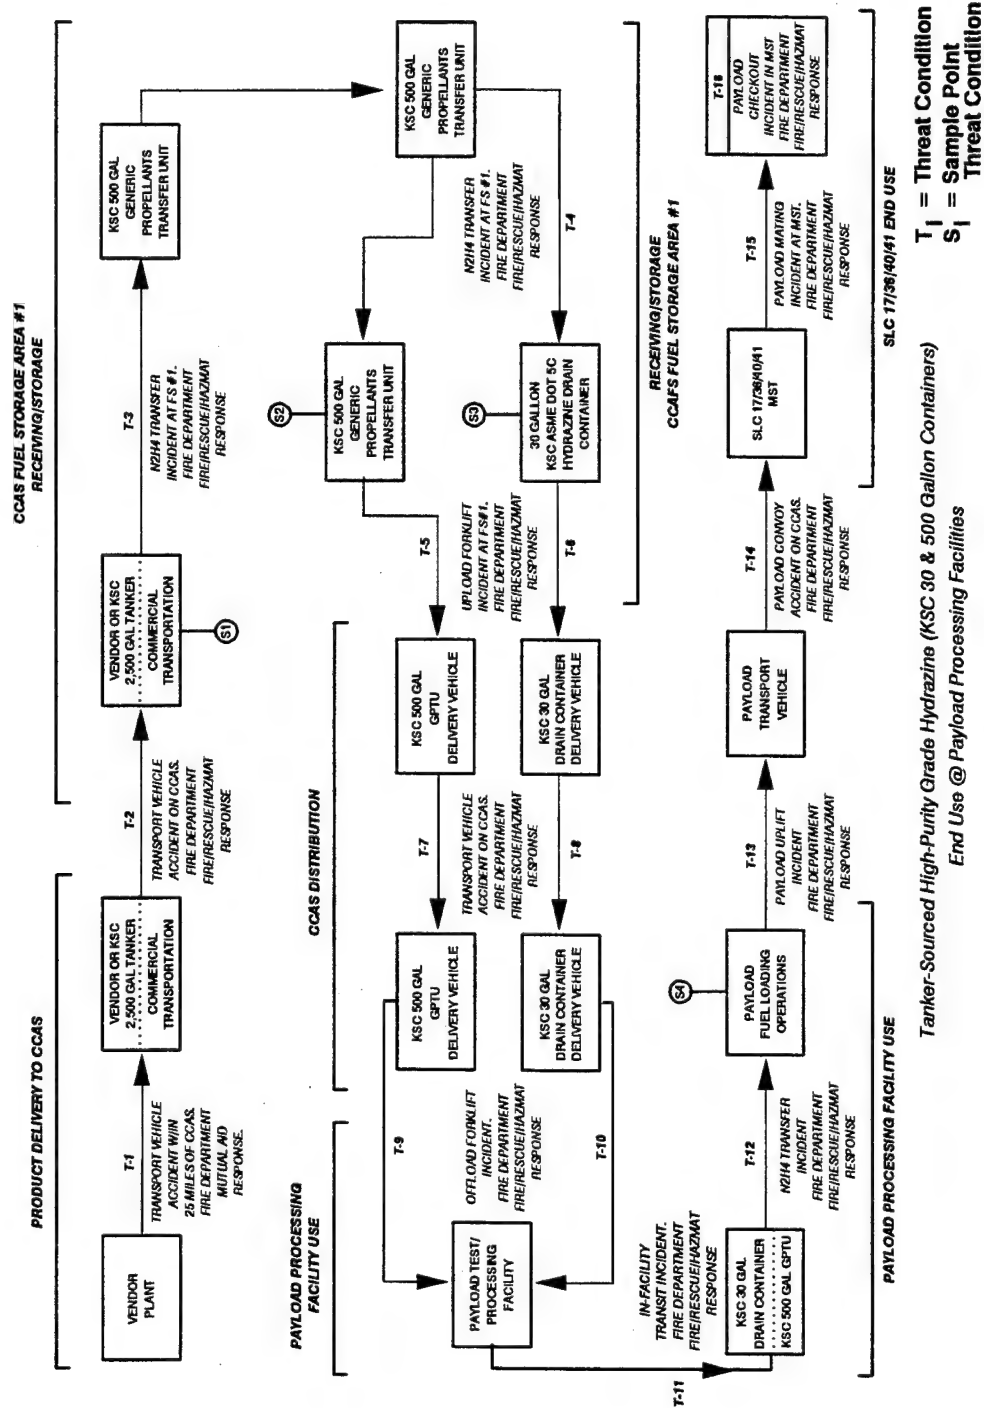 PRODUCT DELIVERY TO CCAS
CCAS FUEL STORAGE AREA #1
RECEIVING/STORAGE
VENDOR
PLANT
T-1
TRANSPORT VEHICLE
ACCIDENT W/IN
25 MILES OF CCAS.
FIRE DEPARTMENT
MUTUAL AID
RESPONSE.
VENDOR OR KSC
2,500 GAL TANKER
COMMERCIAL
TRANSPORTATION
T-2
TRANSPORT VEHICLE
ACCIDENT ON CCAS.
FIRE DEPARTMENT
FIRE/RESCUE/HAZMAT
RESPONSE
VENDOR OR KSC
2,500 GAL TANKER
COMMERCIAL
TRANSPORTATION
S1
T-3
N2H4 TRANSFER
INCIDENT AT FS #1.
FIRE DEPARTMENT
FIRE/RESCUE/HAZMAT
RESPONSE
KSC 500 GAL
GENERIC
PROPELLANTS
TRANSFER UNIT
PAYLOAD PROCESSING
FACILITY USE
CCAS DISTRIBUTION
S2
KSC 500 GAL
GENERIC
PROPELLANTS
TRANSFER UNIT
KSC 500 GAL
GENERIC
PROPELLANTS
TRANSFER UNIT
N2H4 TRANSFER
INCIDENT AT FS #1.
FIRE DEPARTMENT
FIRE/RESCUE/HAZMAT
RESPONSE
T-4
S3
30 GALLON
KSC ASME DOT 5C
HYDRAZINE DRAIN
CONTAINER
T-5
UPLOAD FORKLIFT
INCIDENT AT FS#1.
FIRE DEPARTMENT
FIRE/RESCUE/HAZMAT
RESPONSE
T-6
KSC 500 GAL
GPTU
DELIVERY VEHICLE
KSC 30 GAL
DRAIN CONTAINER
DELIVERY VEHICLE
T-7
TRANSPORT VEHICLE
ACCIDENT ON CCAS.
FIRE DEPARTMENT
FIRE/RESCUE/HAZMAT
RESPONSE
T-8
KSC 500 GAL
GPTU
DELIVERY VEHICLE
KSC 30 GAL
DRAIN CONTAINER
DELIVERY VEHICLE
T-9
OFFLOAD FORKLIFT
INCIDENT.
FIRE DEPARTMENT
FIRE/RESCUE/HAZMAT
RESPONSE
T-10
PAYLOAD TEST/
PROCESSING
FACILITY
RECEIVING/STORAGE
CCAFS FUEL STORAGE AREA #1
T-11
IN-FACILITY
TRANSIT INCIDENT.
FIRE DEPARTMENT
FIRE/RESCUE/HAZMAT
RESPONSE
KSC 30 GAL
DRAIN CONTAINER
KSC 500 GAL GPTU
T-12
N2H4 TRANSFER
INCIDENT
FIRE DEPARTMENT
FIRE/RESCUE/HAZMAT
RESPONSE
S4
PAYLOAD
FUEL LOADING
OPERATIONS
T-13
PAYLOAD UPLIFT
INCIDENT
FIRE DEPARTMENT
FIRE/RESCUE/HAZMAT
RESPONSE
PAYLOAD
TRANSPORT
VEHICLE
T-14
PAYLOAD CONVOY
ACCIDENT ON CCAS.
FIRE DEPARTMENT
FIRE/RESCUE/HAZMAT
RESPONSE
SLC 17/36/40/41
MST
T-15
PAYLOAD MATING
INCIDENT AT MST.
FIRE DEPARTMENT
FIRE/RESCUE/HAZMAT
RESPONSE
T-16
PAYLOAD
CHECKOUT
INCIDENT IN MST
FIRE DEPARTMENT
FIRE/RESCUE/HAZMAT
RESPONSE
PAYLOAD PROCESSING FACILITY USE
SLC 17/36/40/41 END USE
Tanker-Sourced High-Purity Grade Hydrazine (KSC 30 & 500 Gallon Containers)
End Use @ Payload Processing Facilities
TI = Threat Condition
SI = Sample Point
Threat Condition